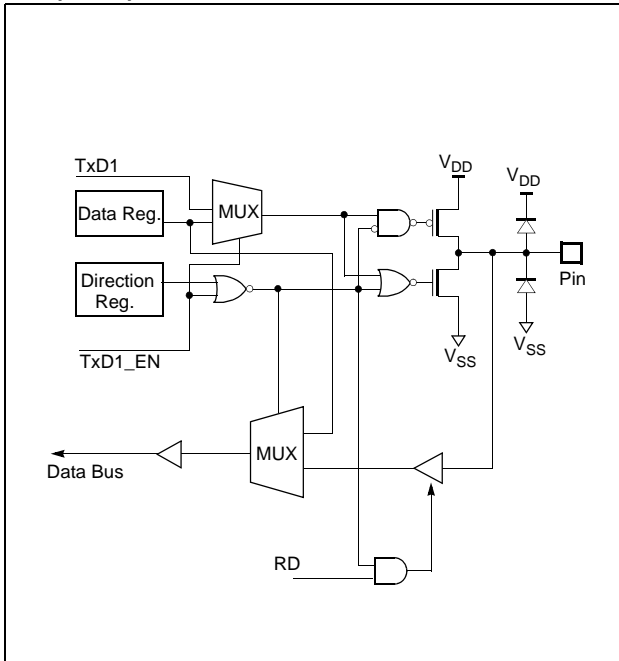 TxD1
Data Reg.
MUX
Direction
Reg.
TxD1_EN
VDD
VDD
Pin
VSS
VSS
MUX
Data Bus
RD